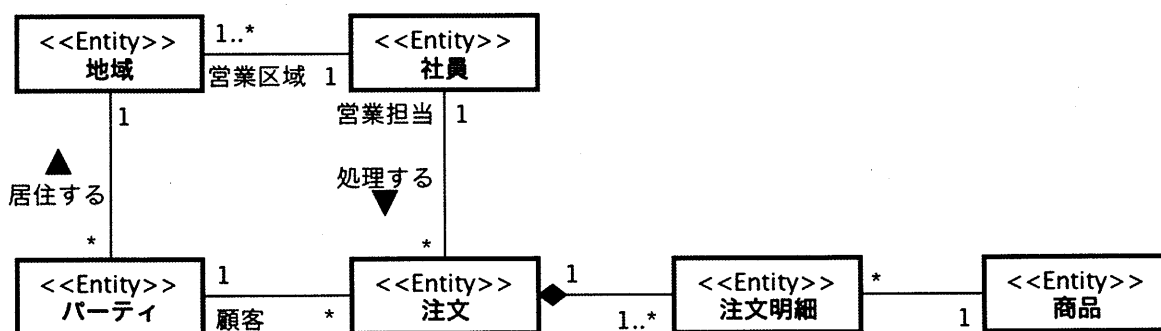 <<Entity>>
地域
1..*
営業区域 1
<<Entity>>
社員
1
営業担当 1
▲
居住する
処理する
▼
*
*
<<Entity>>
パーティ
1
顧客 *
<<Entity>>
注文
1
1..*
<<Entity>>
注文明細
*
1
<<Entity>>
商品